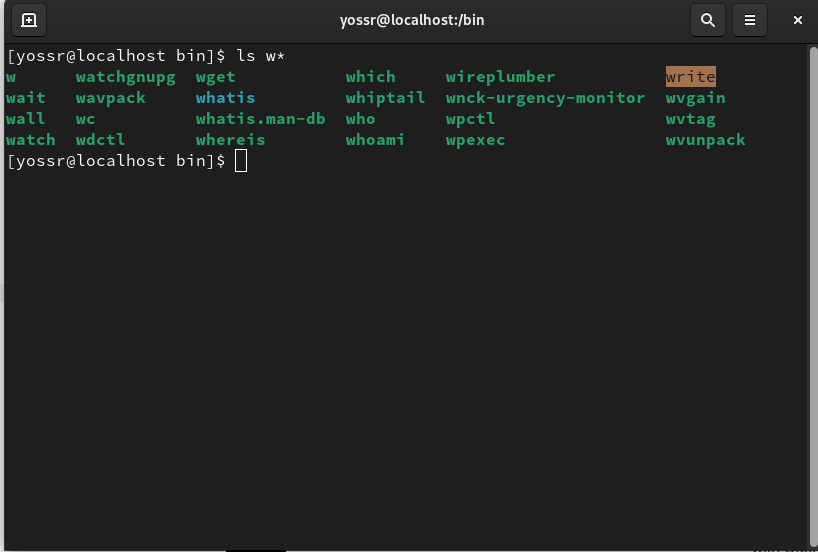 yossr@localhost:/bin
[yossr@localhost bin]$ ls w*
w watchgnupg wget which wireplumber write
wait wavpack whatis whiptail wnck-urgency-monitor wvgain
wall wc whatis.man-db who wpctl wvtag
watch wdctl whereis whoami wpexec wvunpack
[yossr@localhost bin]$